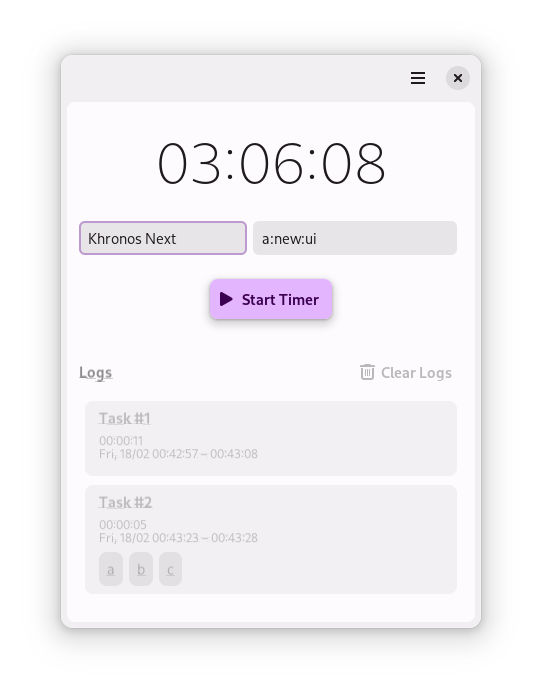 03:06:08
Khronos Next
a:new:ui
Start Timer
Logs
Clear Logs
Task #1
00:00:11
Fri, 18/02 00:42:57 – 00:43:08
Task #2
00:00:05
Fri, 18/02 00:43:23 – 00:43:28
a b c